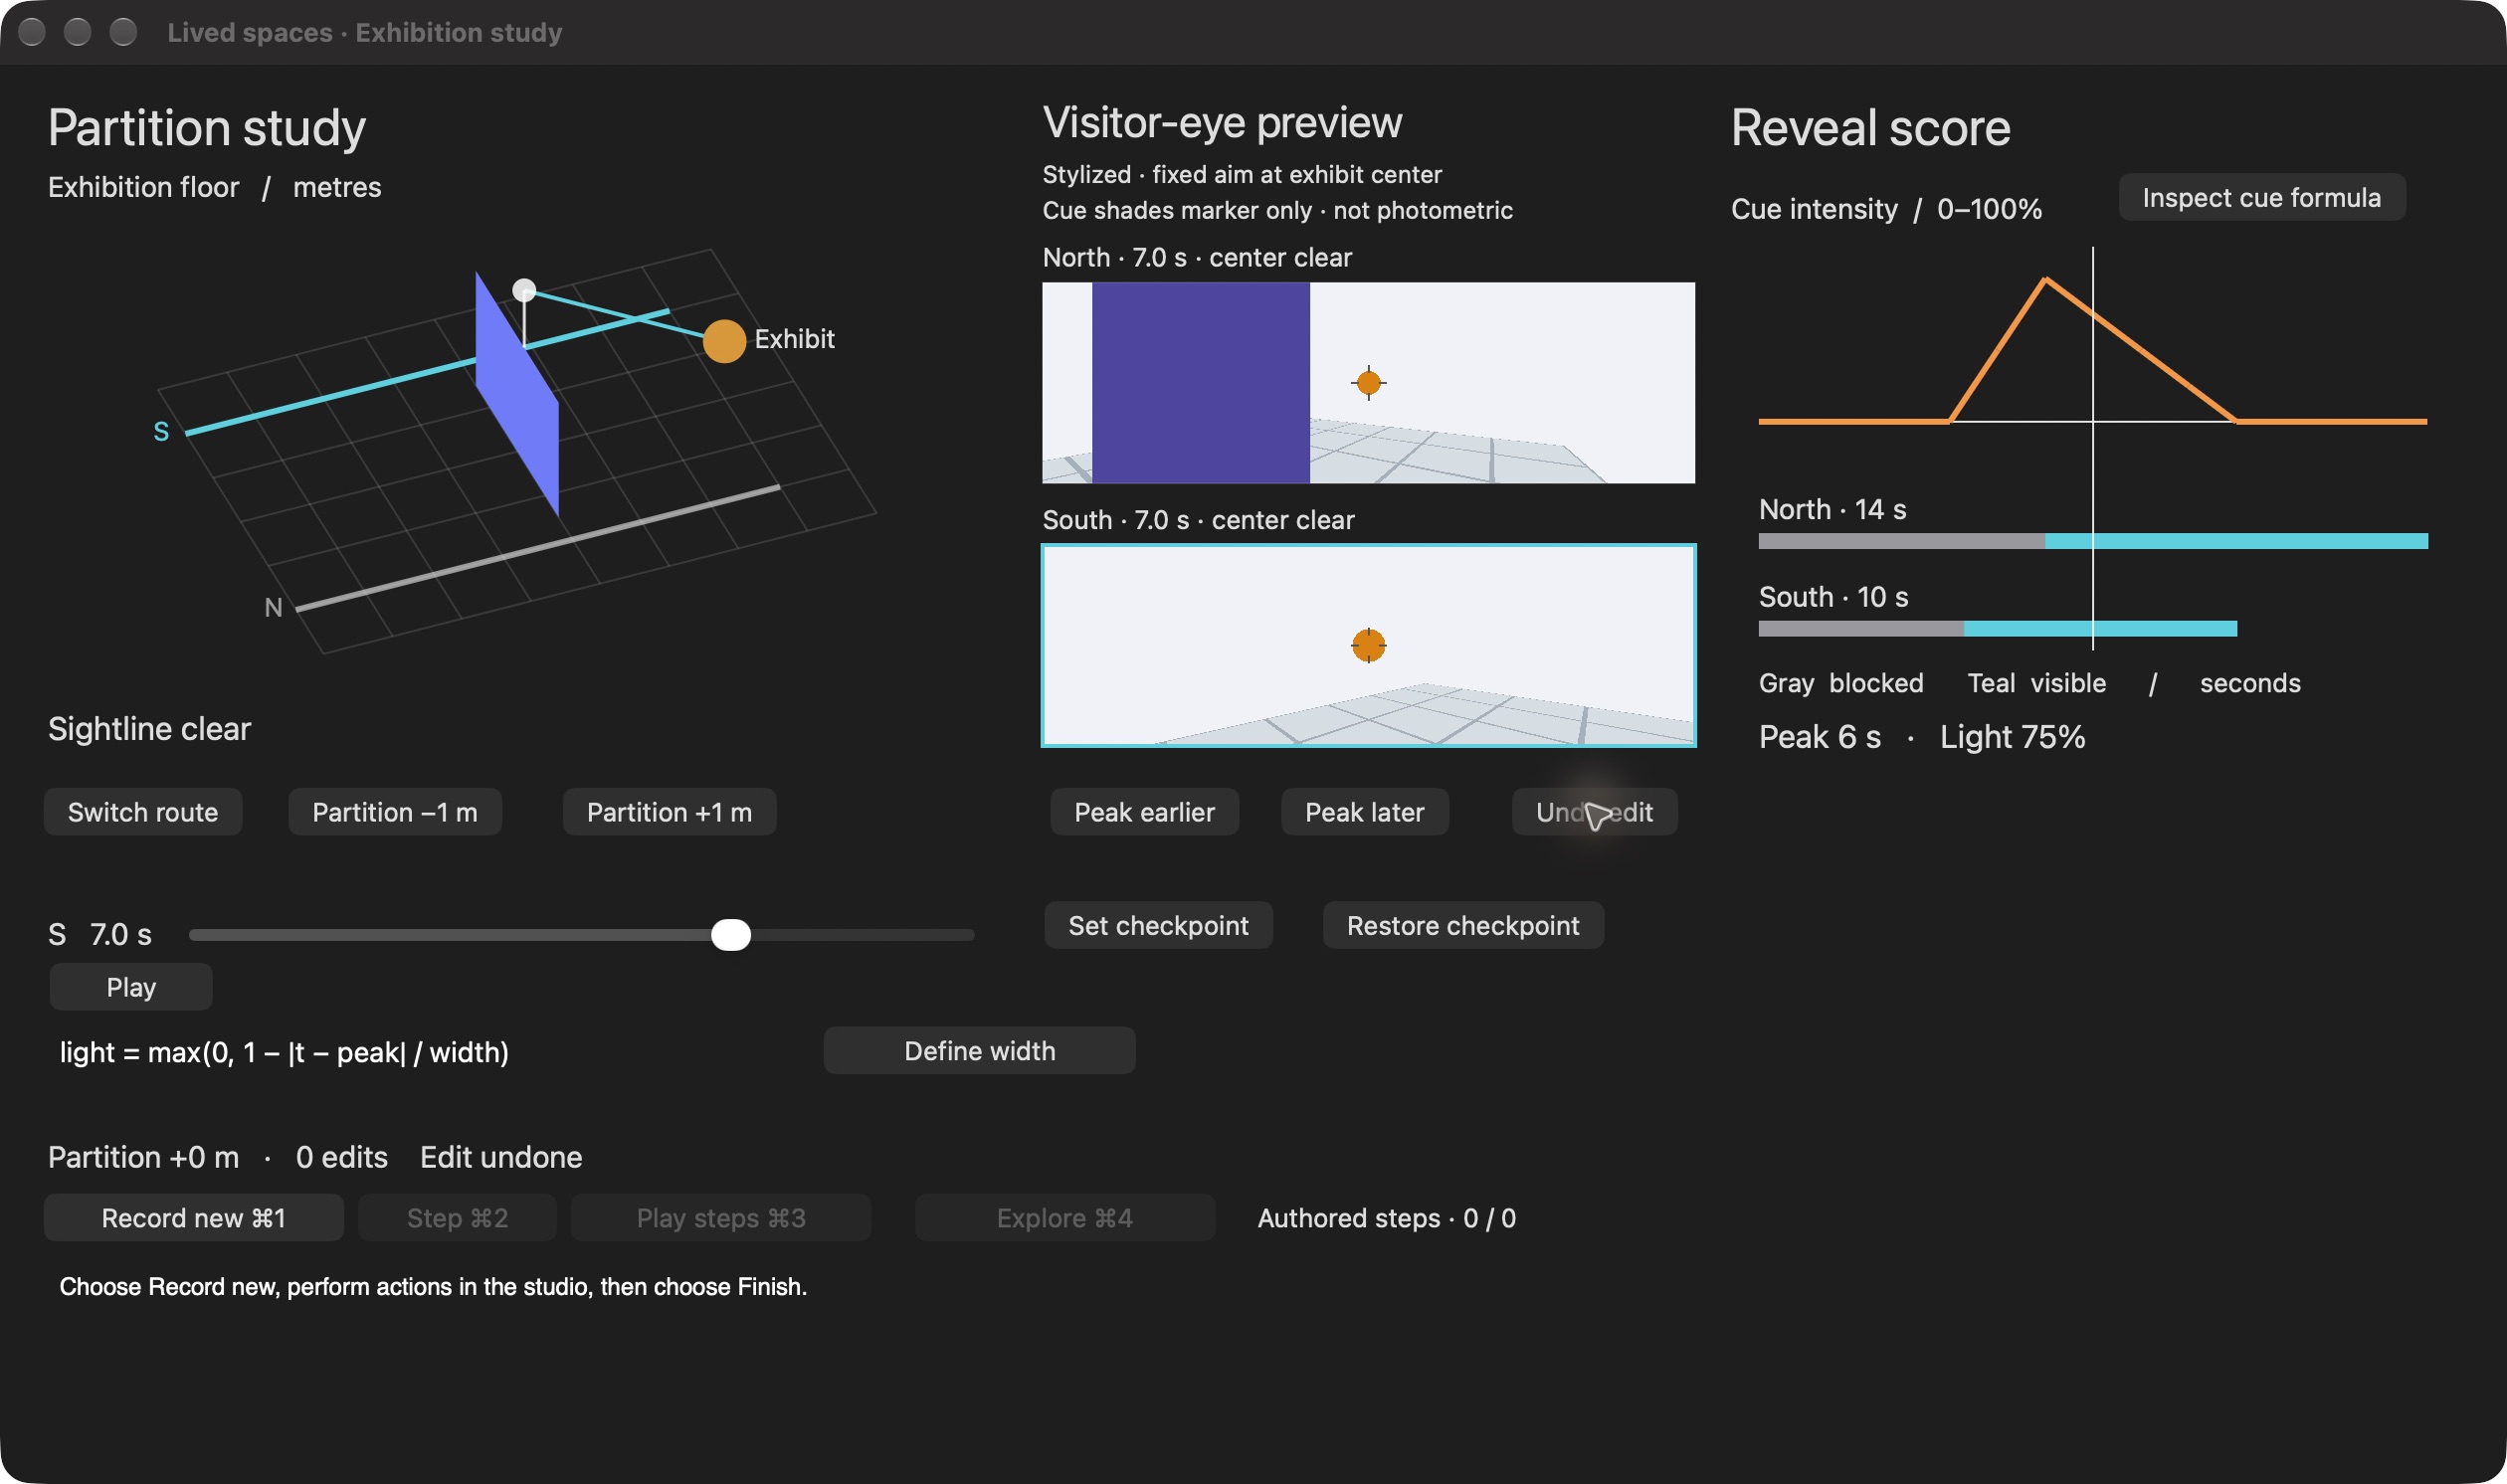 Lived spaces · Exhibition study
Partition study
Exhibition floor / metres
Exhibit
S
N
Sightline clear
Switch route
Partition −1 m
Partition +1 m
S 7.0 s
Play
light = max(0, 1 − |t − peak| / width)
Define width
Visitor-eye preview
Stylized · fixed aim at exhibit center
Cue shades marker only · not photometric
North · 7.0 s · center clear
South · 7.0 s · center clear
Peak earlier
Peak later
edit
Set checkpoint
Restore checkpoint
Reveal score
Cue intensity / 0–100%
Inspect cue formula
North · 14 s
South · 10 s
Gray blocked Teal visible / seconds
Peak 6 s · Light 75%
Partition +0 m · 0 edits Edit undone
Record new ⌘1
Step ⌘2
Play steps ⌘3
Explore ⌘4
Authored steps · 0 / 0
Choose Record new, perform actions in the studio, then choose Finish.